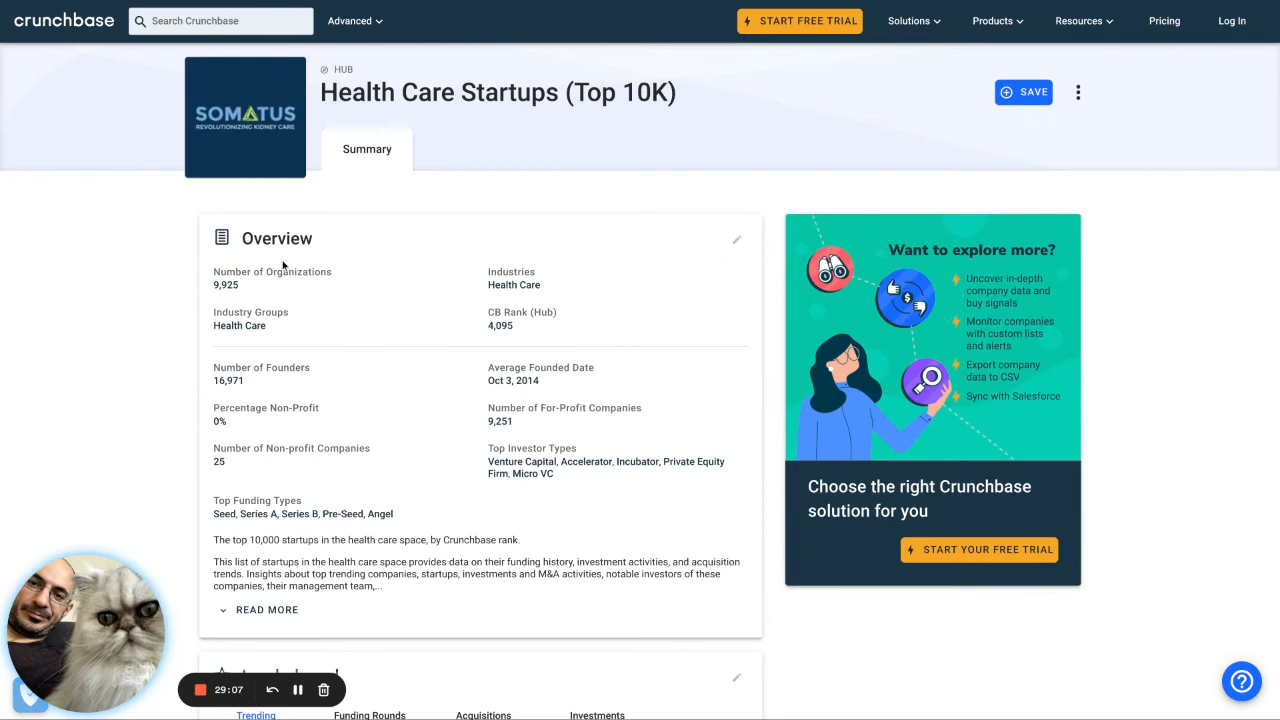 crunchbase
Search Crunchbase
Advanced
START FREE TRIAL
Solutions
Products
Resources
Pricing
Log In
SOMATUS
REVOLUTIONIZING KIDNEY CARE
HUB
Health Care Startups (Top 10K)
SAVE
Summary
Overview
Number of Organizations
9,925
Industries
Health Care
Industry Groups
Health Care
CB Rank (Hub)
4,095
Number of Founders
16,971
Average Founded Date
Oct 3, 2014
Percentage Non-Profit
0%
Number of For-Profit Companies
9,251
Number of Non-profit Companies
25
Top Investor Types
Venture Capital, Accelerator, Incubator, Private Equity
Firm, Micro VC
Top Funding Types
Seed, Series A, Series B, Pre-Seed, Angel
The top 10,000 startups in the health care space, by Crunchbase rank.
This list of startups in the health care space provides data on their funding history, investment activities, and acquisition
trends. Insights about top trending companies, startups, investments and M&A activities, notable investors of these
companies, their management team,...
READ MORE
Want to explore more?
Uncover in-depth
company data and
buy signals
Monitor companies
with custom lists
and alerts
Export company
data to CSV
Sync with Salesforce
Choose the right Crunchbase
solution for you
START YOUR FREE TRIAL
29:07
Trending
Funding Rounds
Acquisitions
Investments